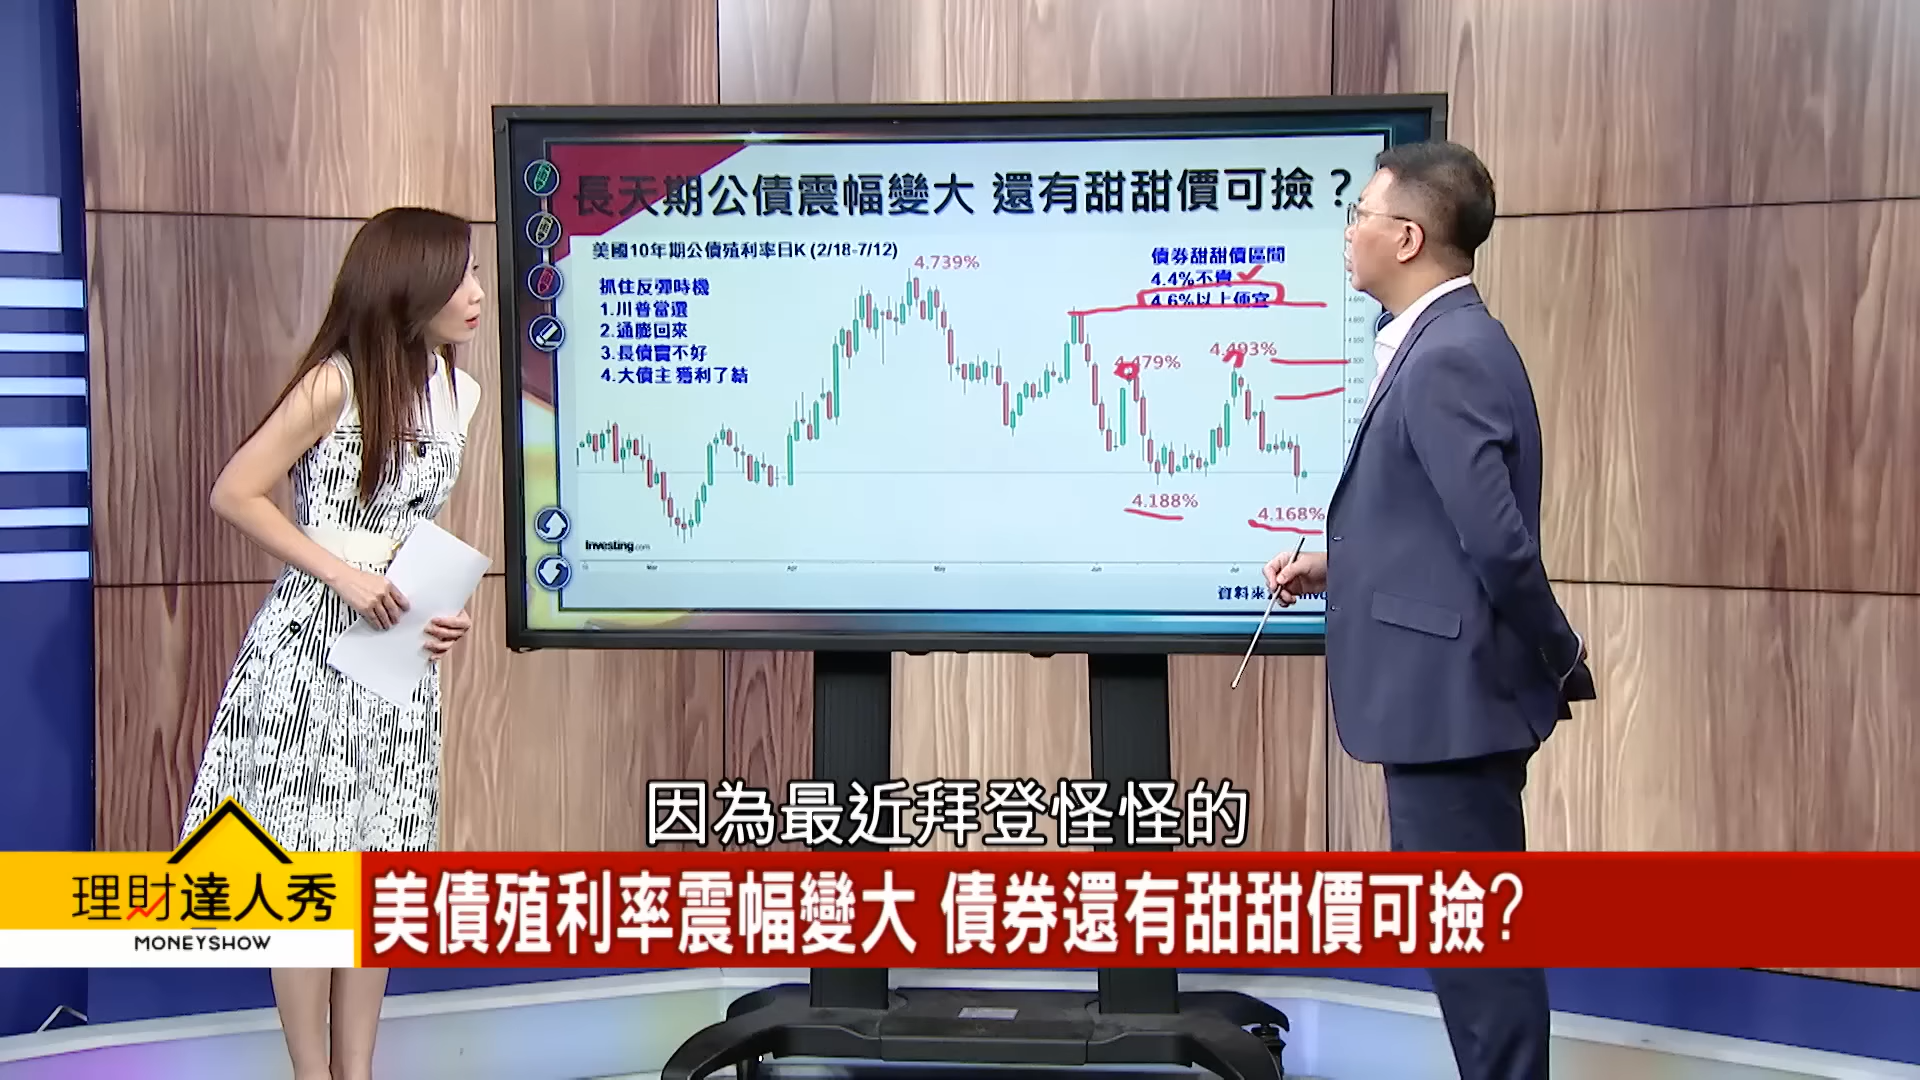 長天期公債震幅變大 還有甜甜價可撿？
美國10年期公債殖利率日K (2/18-7/12)
4.739%
債券甜甜價區間
4.4%不賣
4.6%以上便宜
抓住反彈時機
1.川普當選
2.通膨回來
3.長債賣不好
4.大債主獲利了結
4.479%
4.493%
4.188%
4.168%
Investing.com
Mar
Apr
May
Jun
Jul
資料來
因為最近拜登怪怪的
理財達人秀
MONEYSHOW
美債殖利率震幅變大 債券還有甜甜價可撿?